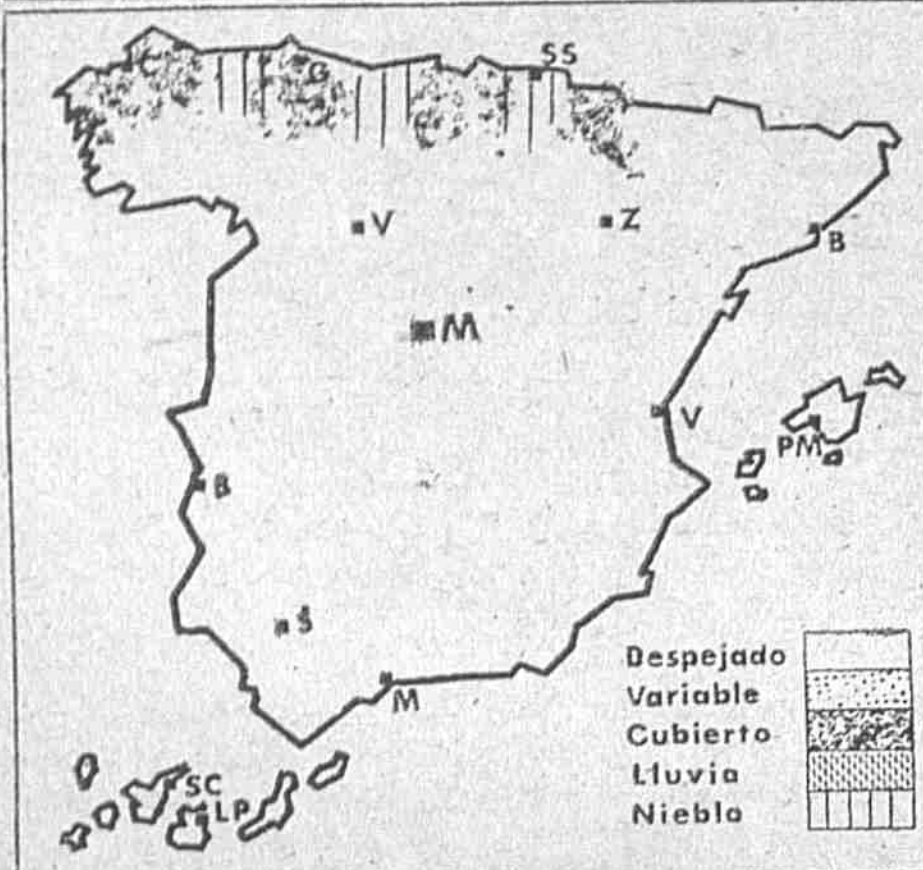 C
G
SS
V
Z
B
M
V
PM
B
S
M
SC
LP
Despejado
Variable
Cubierto
Lluvia
Niebla